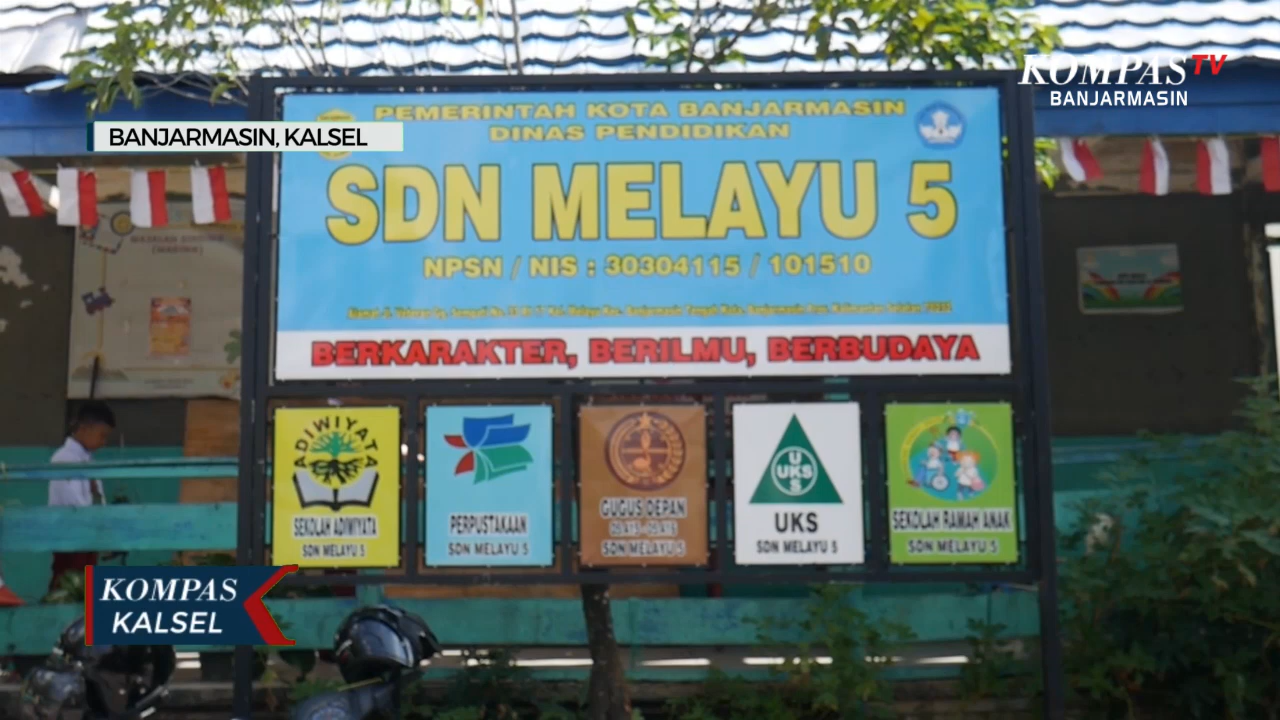 KOMPAS TV
BANJARMASIN
BANJARMASIN, KALSEL
PEMERINTAH KOTA BANJARMASIN
DINAS PENDIDIKAN
SDN MELAYU 5
NPSN / NIS : 30304115 / 101510
BERKARAKTER, BERILMU, BERBUDAYA
ADIWIYATA
SEKOLAH ADIWIYATA
SDN MELAYU 5
PERPUSTAKAAN
SDN MELAYU 5
GUGUS DEPAN
SDN MELAYU 5
UKS
UKS
SDN MELAYU 5
SEKOLAH RAMAH ANAK
SDN MELAYU 5
KOMPAS
KALSEL